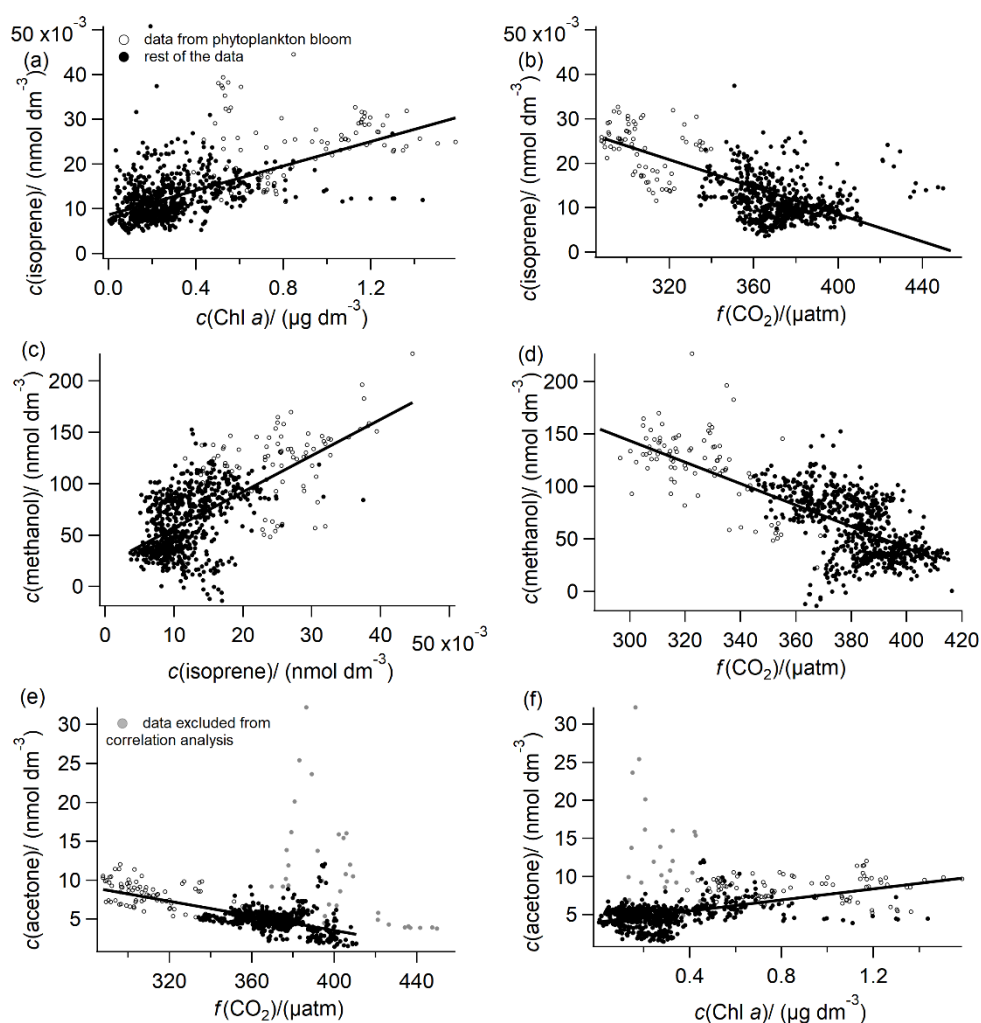 50 x10⁻³
(a)
data from phytoplankton bloom
rest of the data
40
30
20
10
0
c(isoprene)/ (nmol dm⁻³)
0.0 0.4 0.8 1.2
c(Chl a)/ (µg dm⁻³)
50 x10⁻³
(b)
40
30
20
10
0
c(isoprene)/ (nmol dm⁻³)
320 360 400 440
f(CO₂)/(µatm)
(c)
200
150
100
50
0
c(methanol)/ (nmol dm⁻³)
0 10 20 30 40 50 x10⁻³
c(isoprene)/ (nmol dm⁻³)
(d)
200
150
100
50
0
c(methanol)/ (nmol dm⁻³)
300 320 340 360 380 400 420
f(CO₂)/(µatm)
(e)
data excluded from
correlation analysis
30
25
20
15
10
5
c(acetone)/ (nmol dm⁻³)
320 360 400 440
f(CO₂)/(µatm)
(f)
30
25
20
15
10
5
c(acetone)/ (nmol dm⁻³)
0.4 0.8 1.2
c(Chl a)/ (µg dm⁻³)